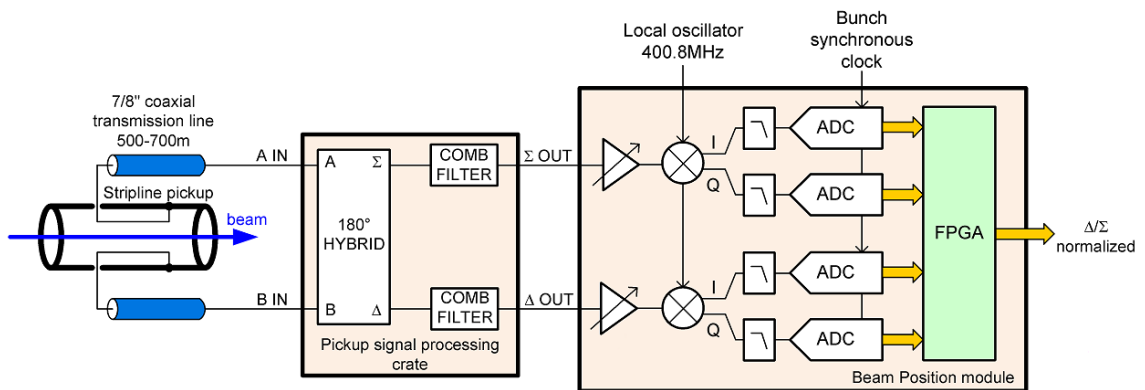 Local oscillator
400.8MHz
Bunch
synchronous
clock
7/8" coaxial
transmission line
500-700m
A IN
A
Σ
COMB
FILTER
Σ OUT
I
Q
ADC
ADC
Stripline pickup
beam
180°
HYBRID
FPGA
Δ/Σ
normalized
B IN
B
Δ
COMB
FILTER
Δ OUT
I
Q
ADC
ADC
Pickup signal processing
crate
Beam Position module